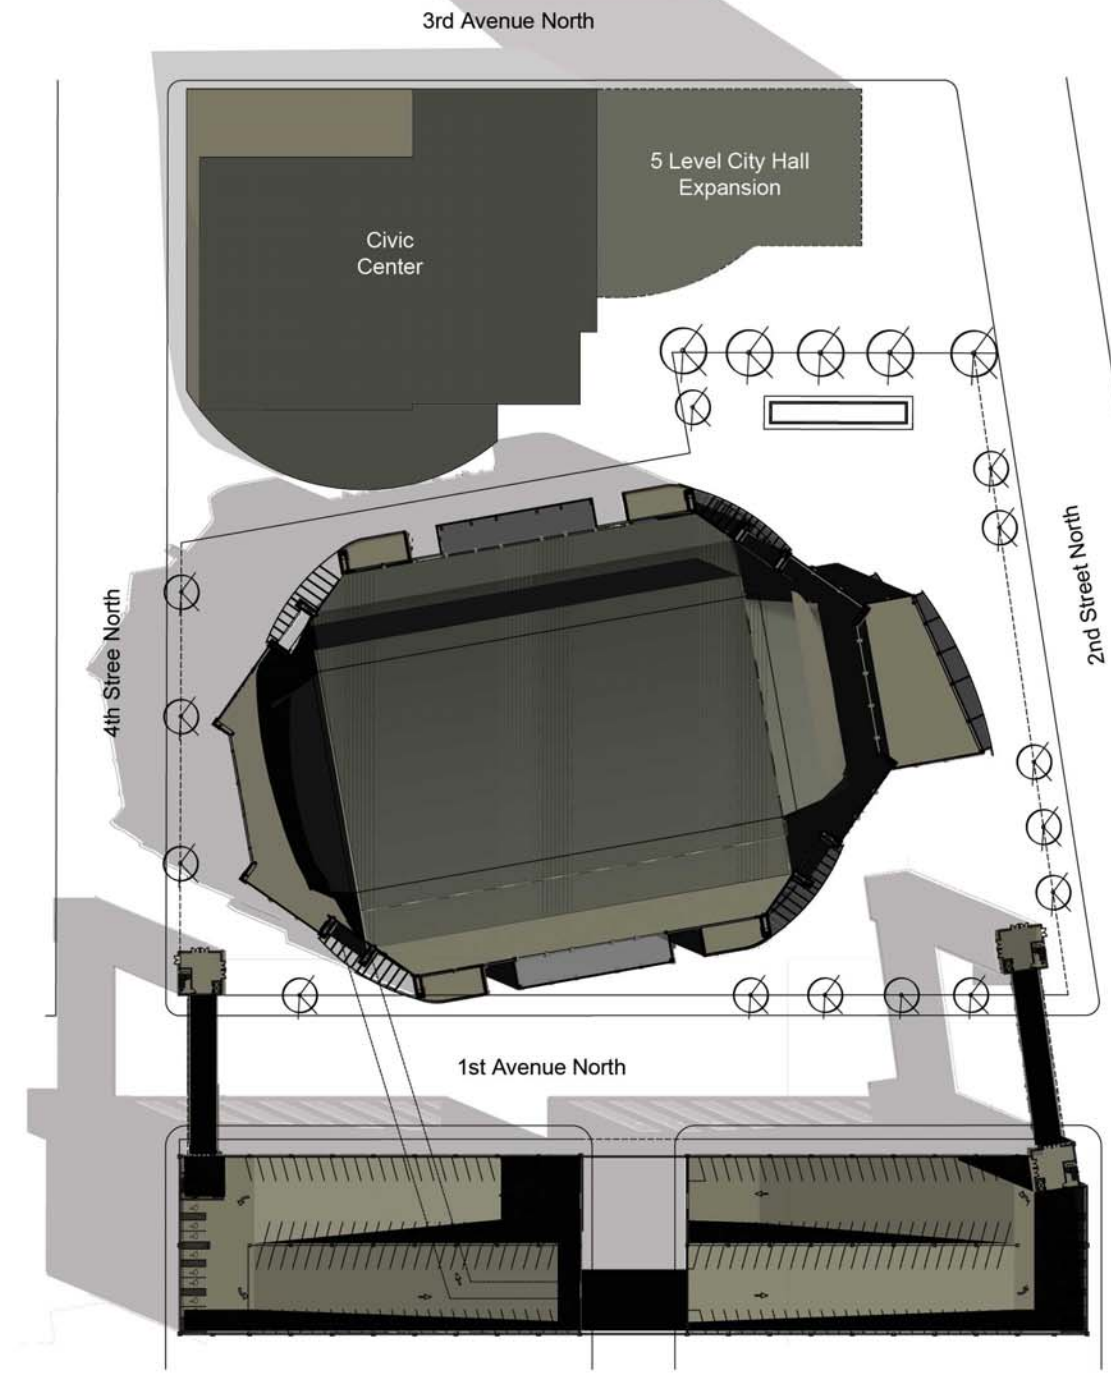 3rd Avenue North
5 Level City Hall
Expansion
Civic
Center
4th Stree North
2nd Street North
1st Avenue North